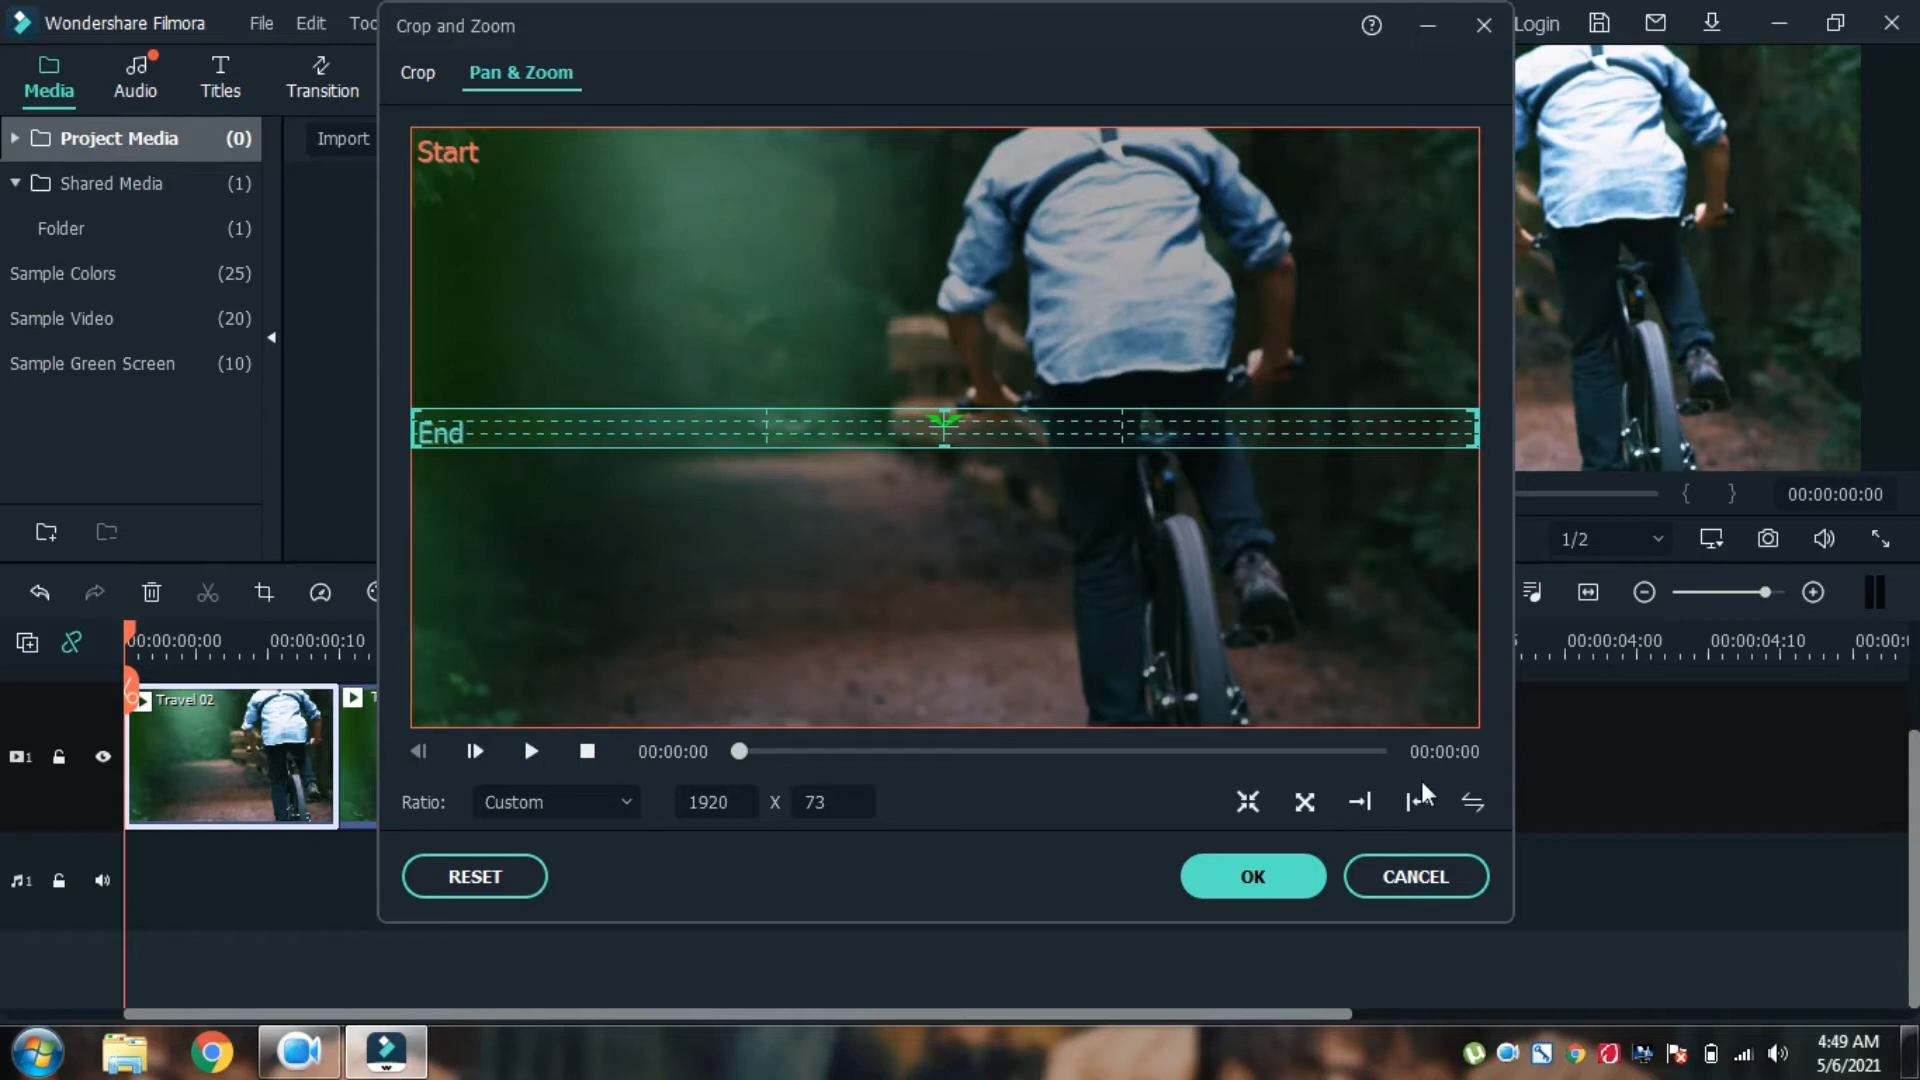 Wondershare Filmora
File
Edit
Too
Crop and Zoom
Login
Media
Audio
Titles
Transition
Crop
Pan & Zoom
Project Media (0)
Import
Shared Media (1)
Folder (1)
Sample Colors (25)
Sample Video (20)
Sample Green Screen (10)
Start
End
00:00:00:00
1/2
00:00:00:00
00:00:00:10
00:00:04:00
00:00:04:10
Travel 02
00:00:00
00:00:00
Ratio:
Custom
1920 X 73
RESET
OK
CANCEL
1
1
4:49 AM
5/6/2021